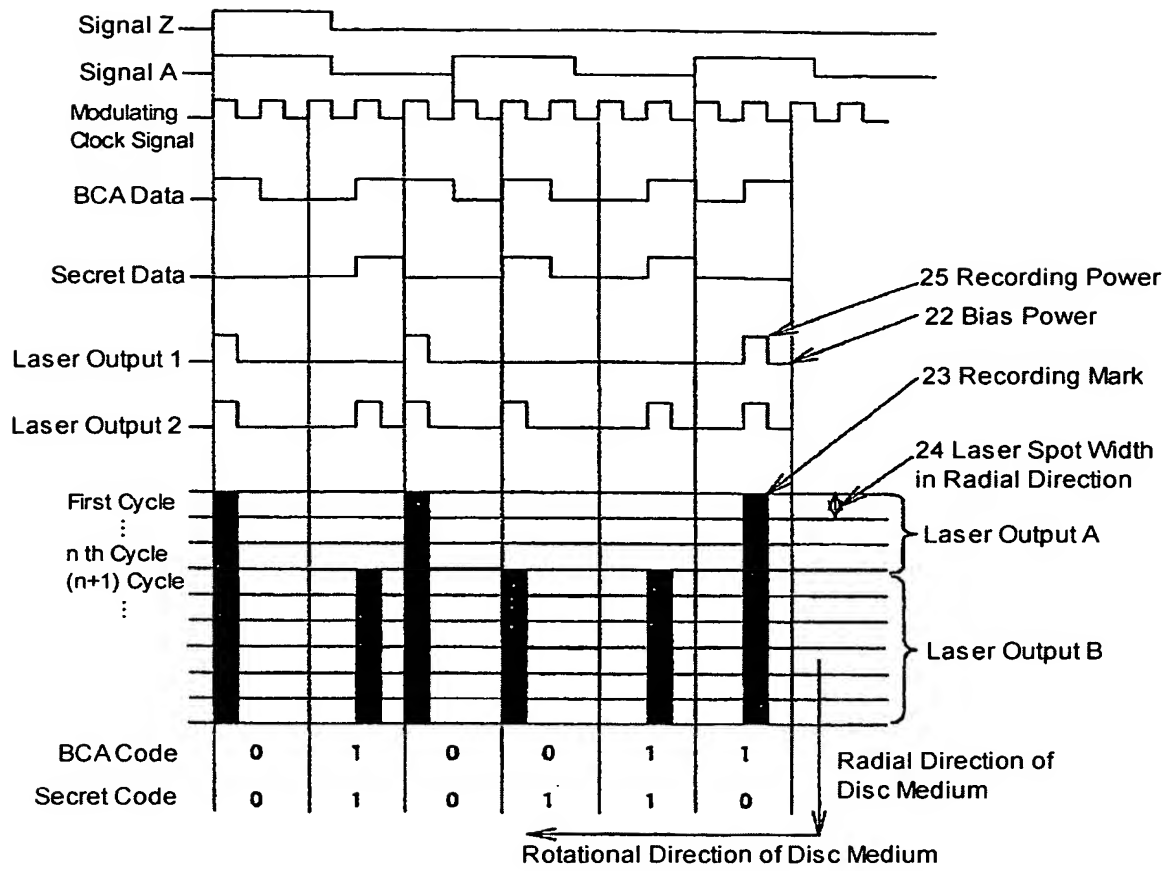 Signal Z
Signal A
Modulating
Clock Signal
BCA Data
Secret Data
25 Recording Power
22 Bias Power
Laser Output 1
23 Recording Mark
Laser Output 2
24 Laser Spot Width
in Radial Direction
First Cycle
⋮
n th Cycle
Laser Output A
(n+1) Cycle
⋮
Laser Output B
BCA Code 0 1 0 0 1 1
Secret Code 0 1 0 1 1 0
Radial Direction of
Disc Medium
Rotational Direction of Disc Medium